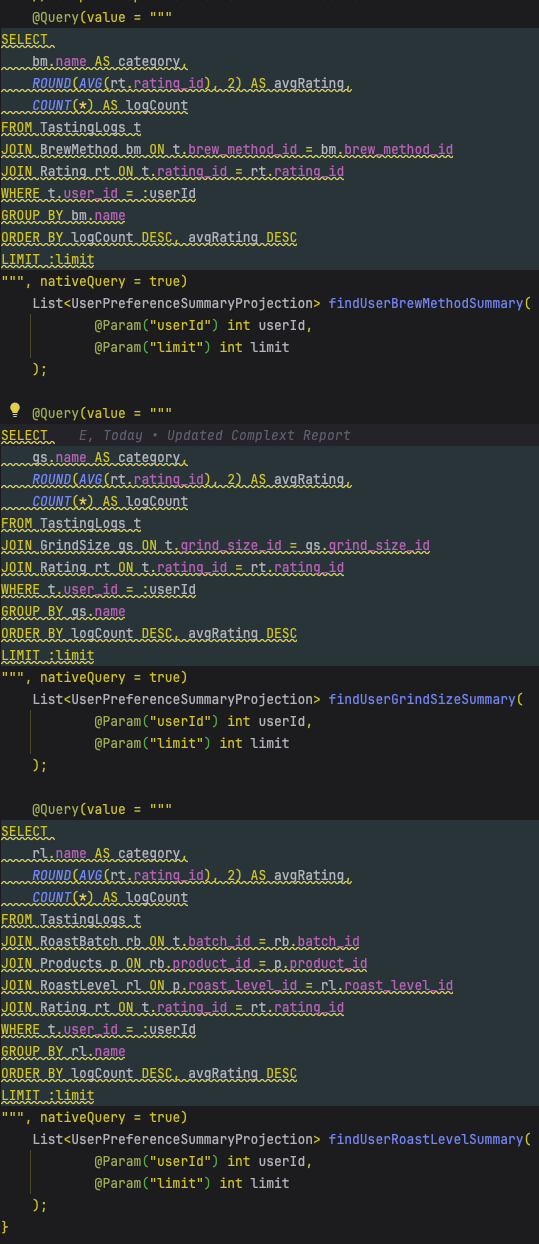 @Query(value = """
SELECT
bm.name AS category,
ROUND(AVG(rt.rating_id), 2) AS avgRating,
COUNT(*) AS logCount
FROM TastingLogs t
JOIN BrewMethod bm ON t.brew_method_id = bm.brew_method_id
JOIN Rating rt ON t.rating_id = rt.rating_id
WHERE t.user_id = :userId
GROUP BY bm.name
ORDER BY logCount DESC, avgRating DESC
LIMIT :limit
""", nativeQuery = true)
List<UserPreferenceSummaryProjection> findUserBrewMethodSummary(
@Param("userId") int userId,
@Param("limit") int limit
);
@Query(value = """
SELECT E, Today • Updated Complext Report
gs.name AS category,
ROUND(AVG(rt.rating_id), 2) AS avgRating,
COUNT(*) AS logCount
FROM TastingLogs t
JOIN GrindSize gs ON t.grind_size_id = gs.grind_size_id
JOIN Rating rt ON t.rating_id = rt.rating_id
WHERE t.user_id = :userId
GROUP BY gs.name
ORDER BY logCount DESC, avgRating DESC
LIMIT :limit
""", nativeQuery = true)
List<UserPreferenceSummaryProjection> findUserGrindSizeSummary(
@Param("userId") int userId,
@Param("limit") int limit
);
@Query(value = """
SELECT
rl.name AS category,
ROUND(AVG(rt.rating_id), 2) AS avgRating,
COUNT(*) AS logCount
FROM TastingLogs t
JOIN RoastBatch rb ON t.batch_id = rb.batch_id
JOIN Products p ON rb.product_id = p.product_id
JOIN RoastLevel rl ON p.roast_level_id = rl.roast_level_id
JOIN Rating rt ON t.rating_id = rt.rating_id
WHERE t.user_id = :userId
GROUP BY rl.name
ORDER BY logCount DESC, avgRating DESC
LIMIT :limit
""", nativeQuery = true)
List<UserPreferenceSummaryProjection> findUserRoastLevelSummary(
@Param("userId") int userId,
@Param("limit") int limit
);
}